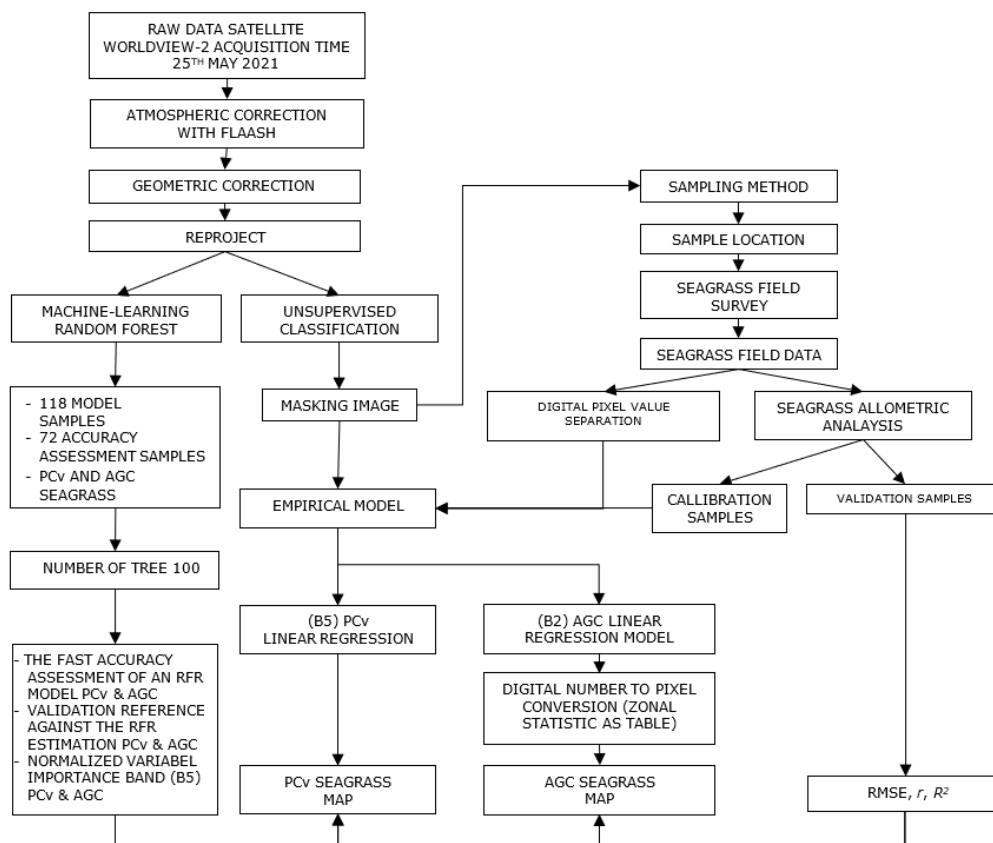 RAW DATA SATELLITE
WORLDVIEW-2 ACQUISITION TIME
25TH MAY 2021
ATMOSPHERIC CORRECTION
WITH FLAASH
GEOMETRIC CORRECTION
REPROJECT
MACHINE-LEARNING
RANDOM FOREST
UNSUPERVISED
CLASSIFICATION
MASKING IMAGE
SAMPLING METHOD
SAMPLE LOCATION
SEAGRASS FIELD
SURVEY
SEAGRASS FIELD DATA
DIGITAL PIXEL VALUE
SEPARATION
SEAGRASS ALLOMETRIC
ANALAYSIS
- 118 MODEL
SAMPLES
- 72 ACCURACY
ASSESSMENT SAMPLES
- PCv AND AGC
SEAGRASS
EMPIRICAL MODEL
CALLIBRATION
SAMPLES
VALIDATION SAMPLES
NUMBER OF TREE 100
(B5) PCv
LINEAR REGRESSION
(B2) AGC LINEAR
REGRESSION MODEL
- THE FAST ACCURACY
ASSESSMENT OF AN RFR
MODEL PCv & AGC
- VALIDATION REFERENCE
AGAINST THE RFR
ESTIMATION PCv & AGC
- NORMALIZED VARIABEL
IMPORTANCE BAND (B5)
PCv & AGC
DIGITAL NUMBER TO PIXEL
CONVERSION (ZONAL
STATISTIC AS TABLE)
PCv SEAGRASS
MAP
AGC SEAGRASS
MAP
RMSE, r, R²